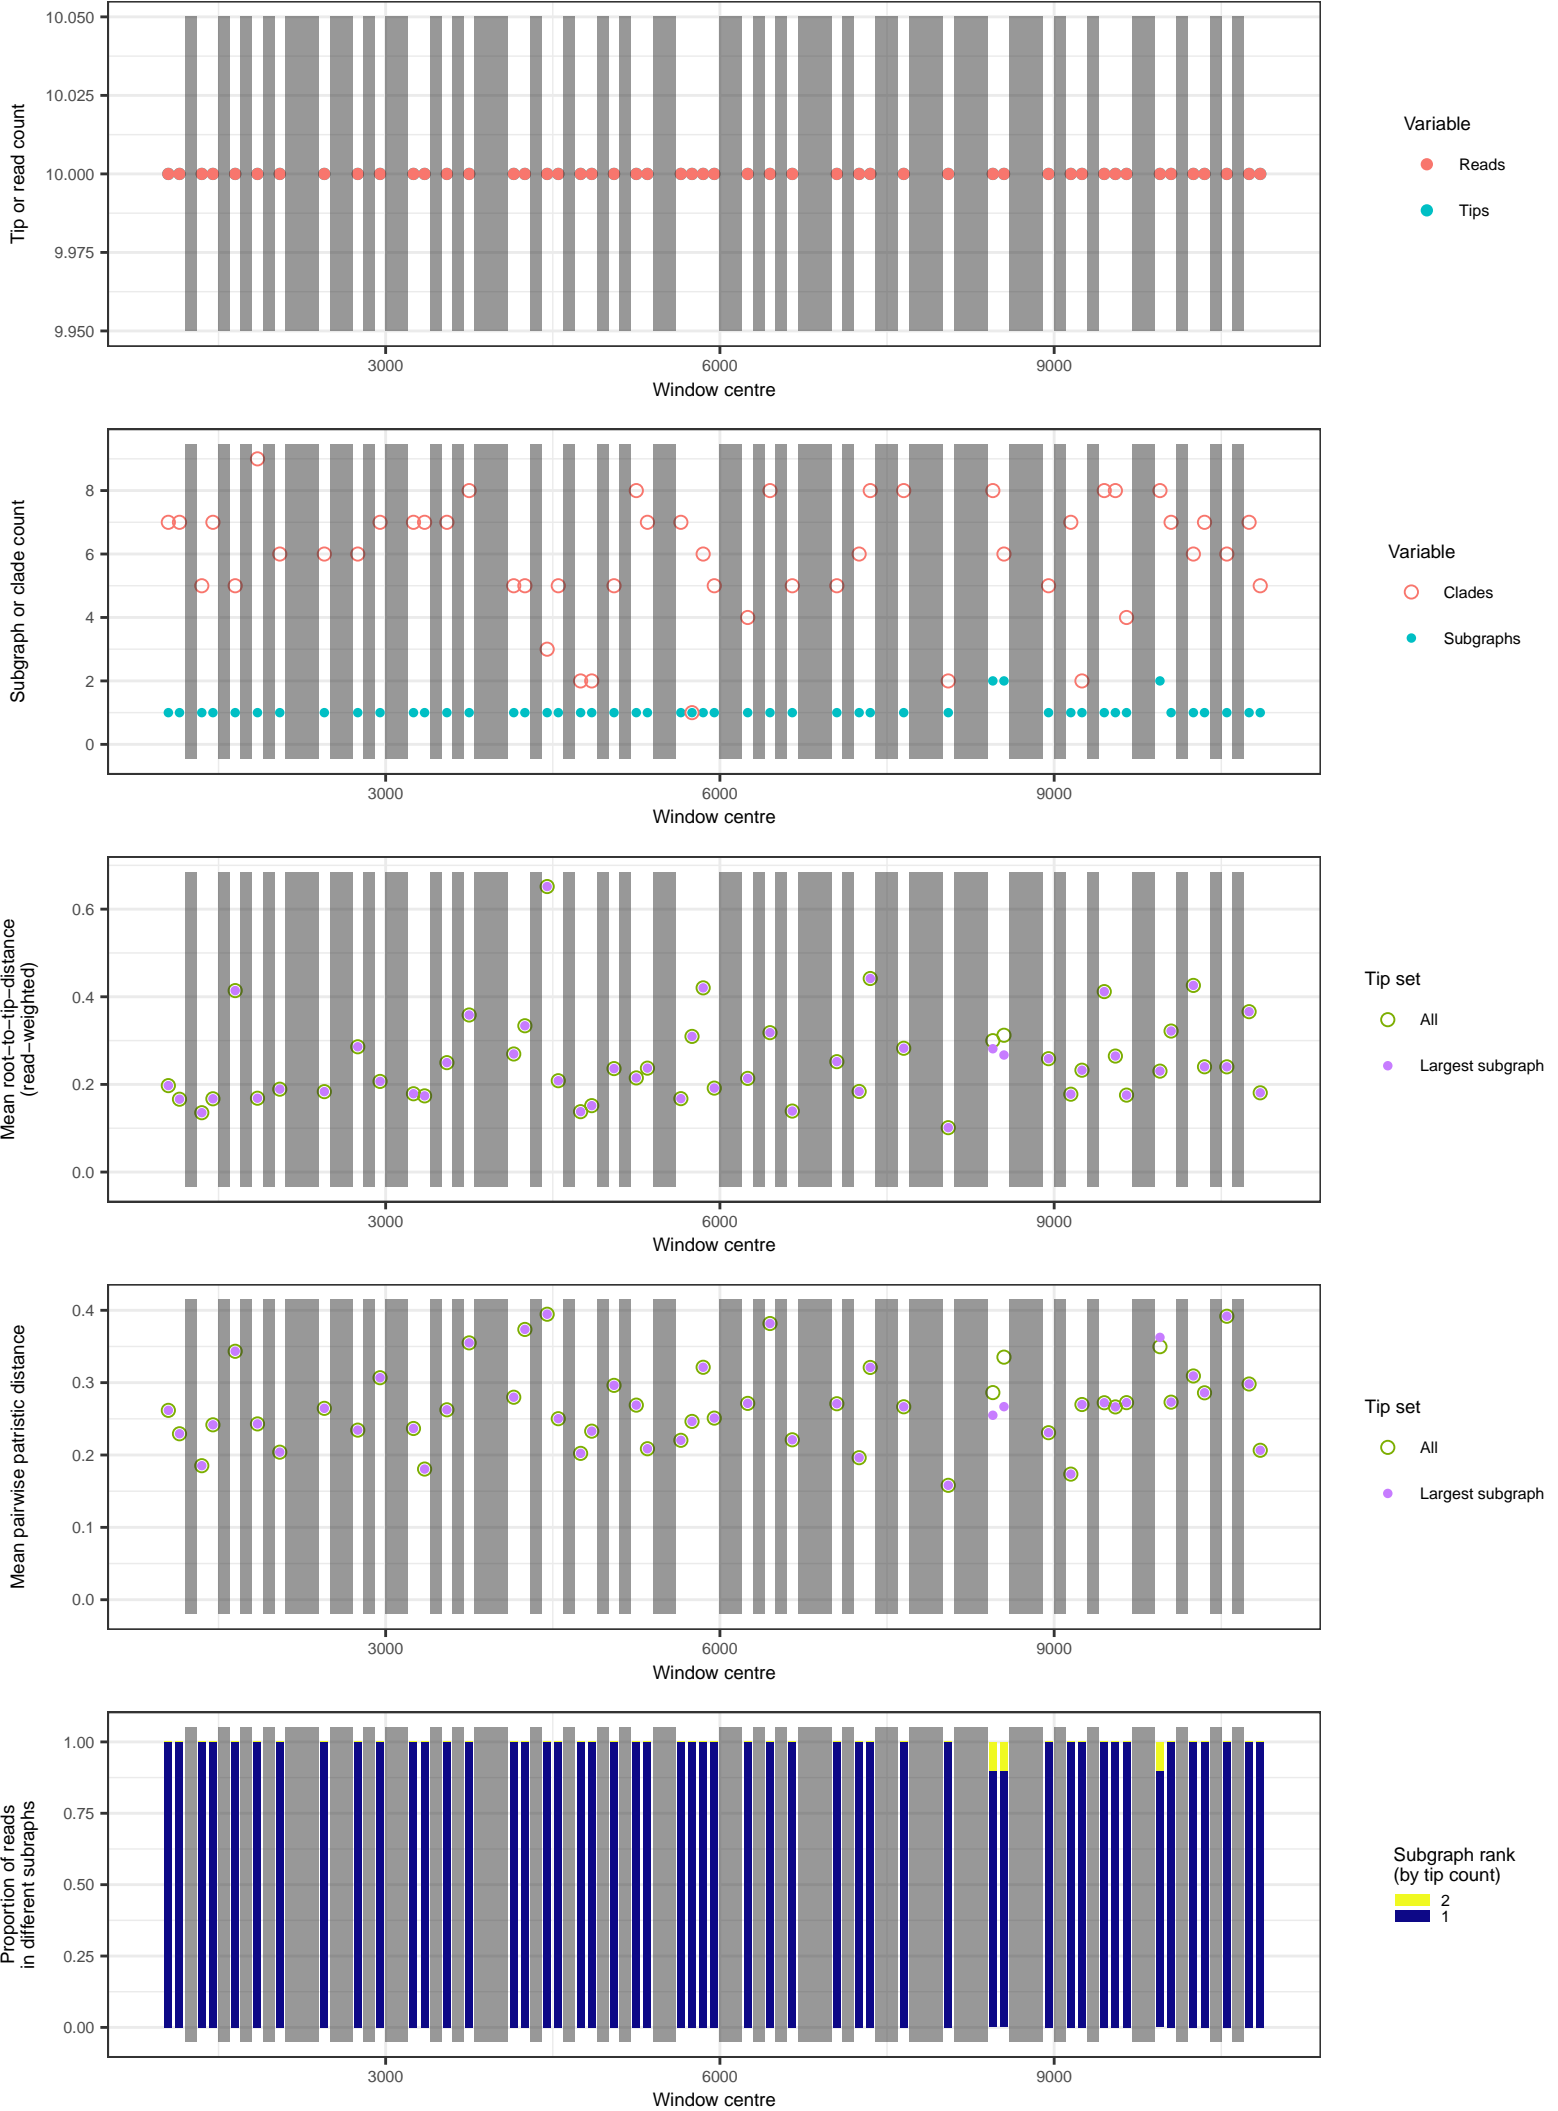 10.050
10.025
10.000
9.975
9.950
Tip or read count
3000
6000
9000
Window centre
Variable
Reads
Tips
8
6
4
2
0
Subgraph or clade count
3000
6000
9000
Window centre
Variable
Clades
Subgraphs
0.6
0.4
0.2
0.0
Mean root−to−tip−distance
(read−weighted)
3000
6000
9000
Window centre
Tip set
All
Largest subgraph
0.4
0.3
0.2
0.1
0.0
Mean pairwise patristic distance
3000
6000
9000
Window centre
Tip set
All
Largest subgraph
1.00
0.75
0.50
0.25
0.00
Proportion of reads
in different subraphs
3000
6000
9000
Window centre
Subgraph rank
(by tip count)
2
1